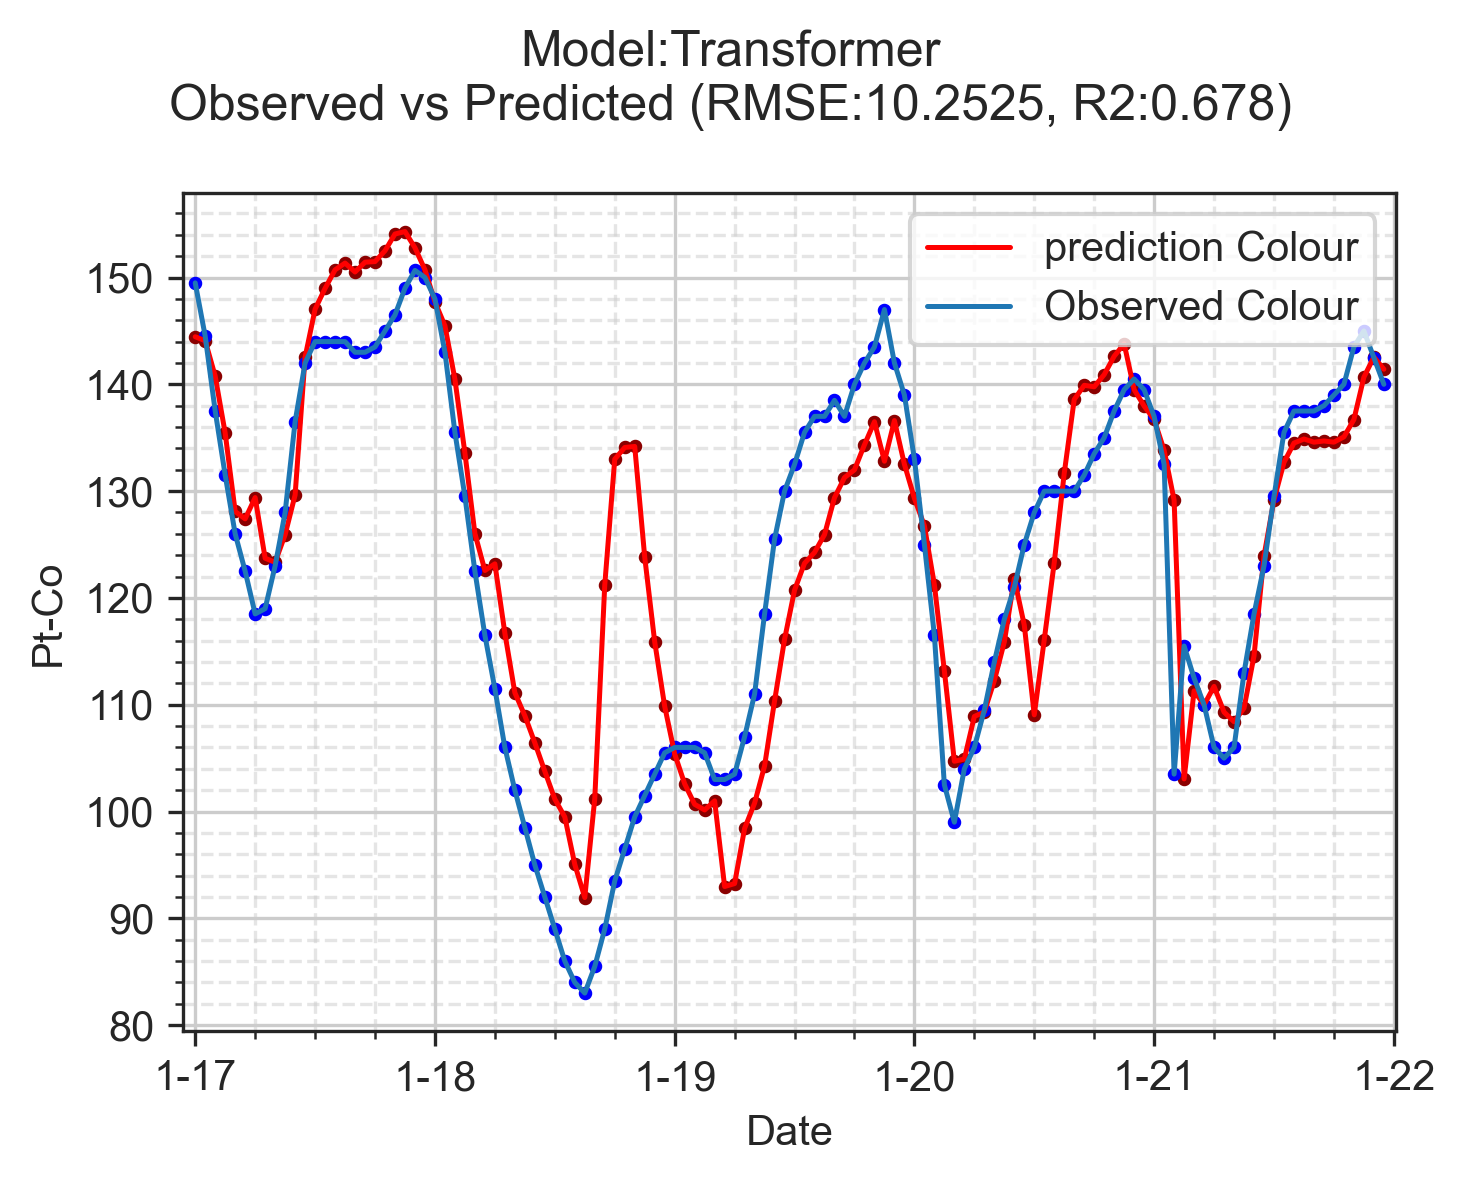 Model:Transformer
Observed vs Predicted (RMSE:10.2525, R2:0.678)
prediction Colour
Observed Colour
150
140
130
120
110
100
90
80
Pt-Co
1-17
1-18
1-19
1-20
1-21
1-22
Date